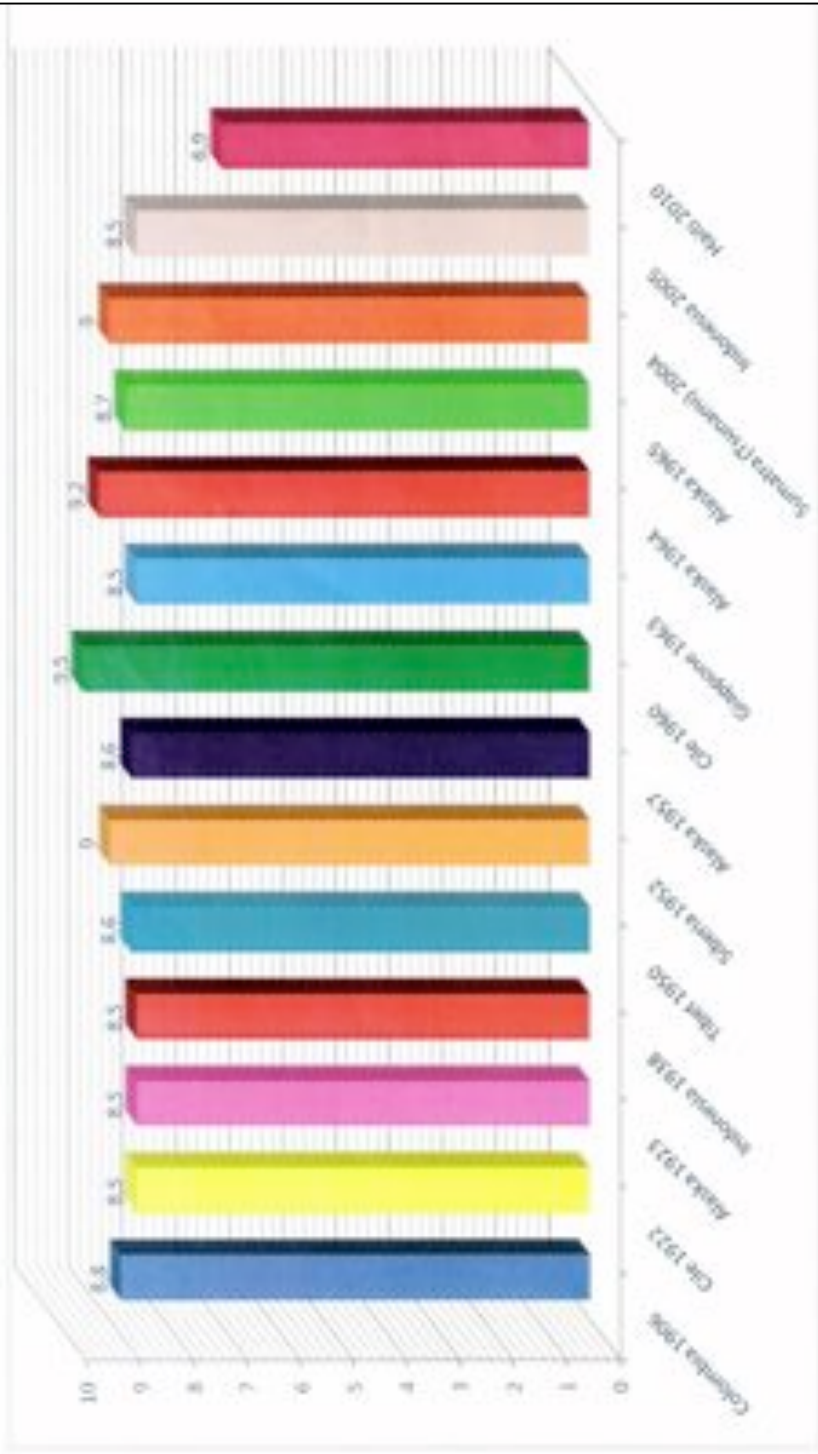 10
9
8
7
6
5
4
3
2
1
0
8.8
8.5
8.5
8.5
8.6
9
8.6
9.5
8.5
9.2
8.7
9
8.5
6.9
Colombia 1906
Cile 1922
Alaska 1923
Indonesia 1938
Tibet 1950
Siberia 1952
Alaska 1957
Cile 1960
Giappone 1963
Alaska 1964
Alaska 1965
Sumatra (Tsunami) 2004
Indonesia 2005
Haiti 2010